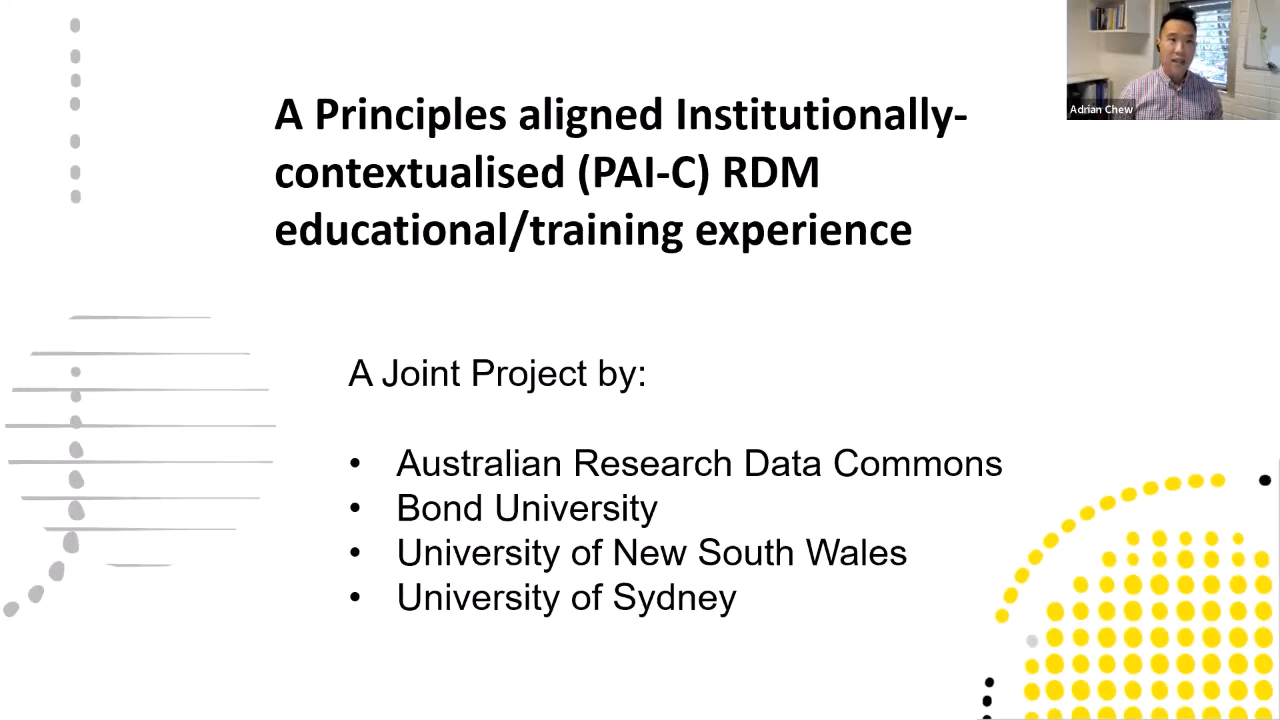 A Principles aligned Institutionally-
contextualised (PAI-C) RDM
educational/training experience
Adrian Chew
A Joint Project by:
• Australian Research Data Commons
• Bond University
• University of New South Wales
• University of Sydney